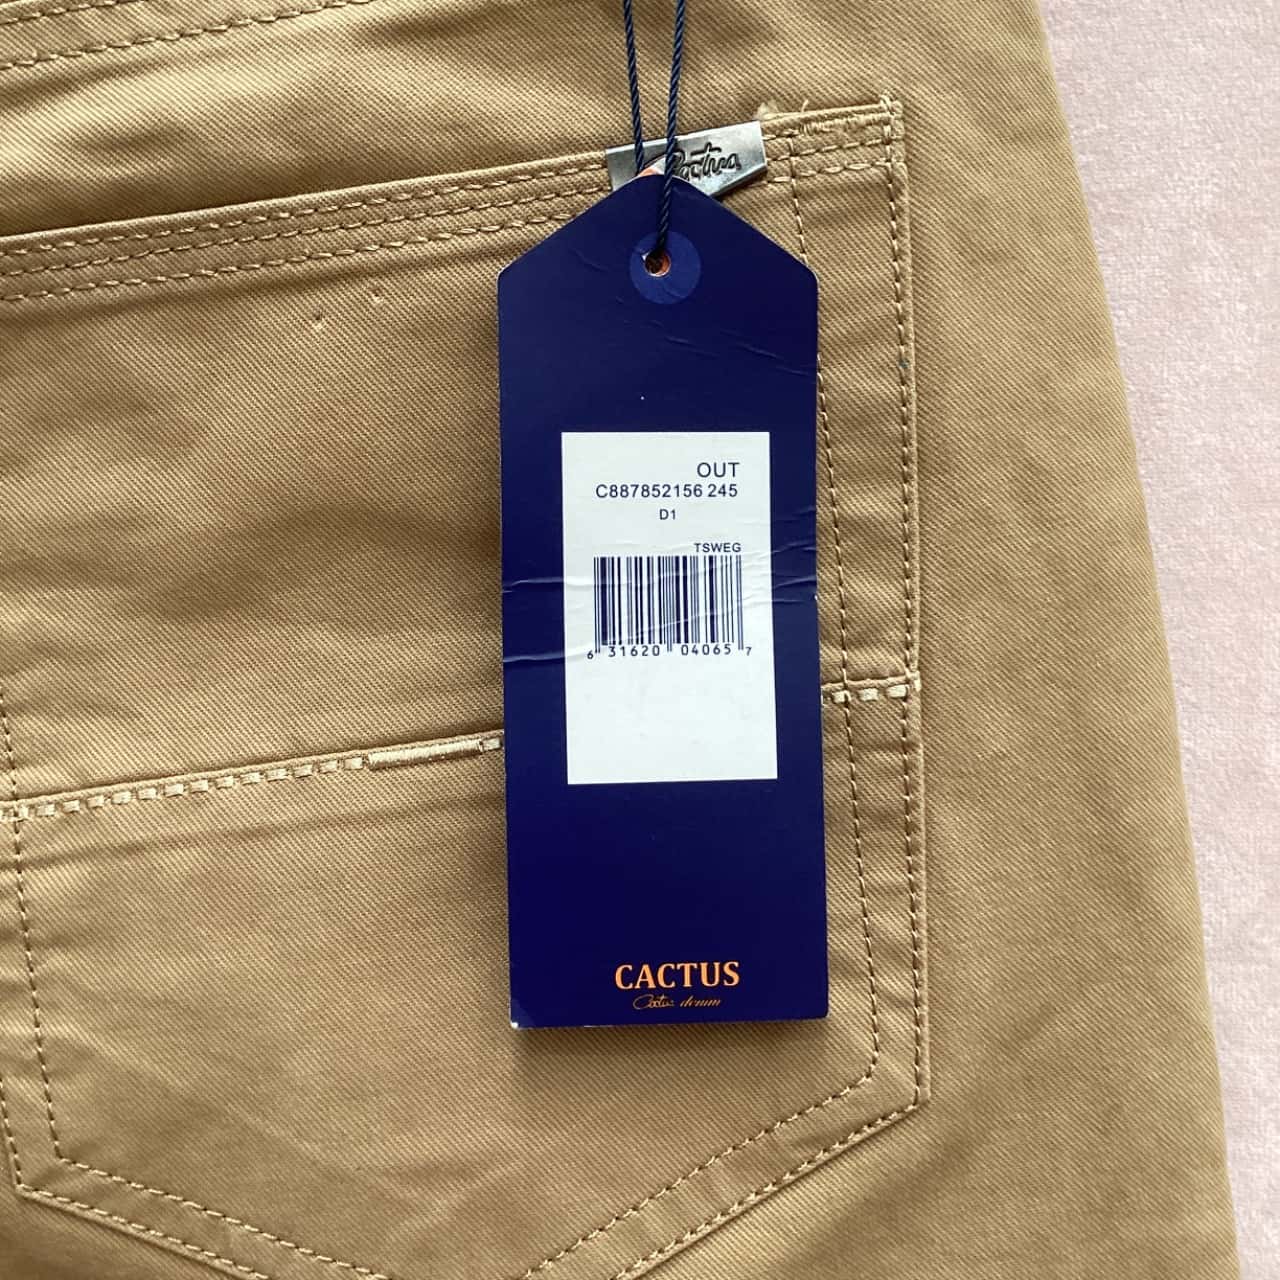 Cactus
OUT
C887852156 245
D1
TSWEG
6 31620 04065 7
CACTUS
Cactus denim